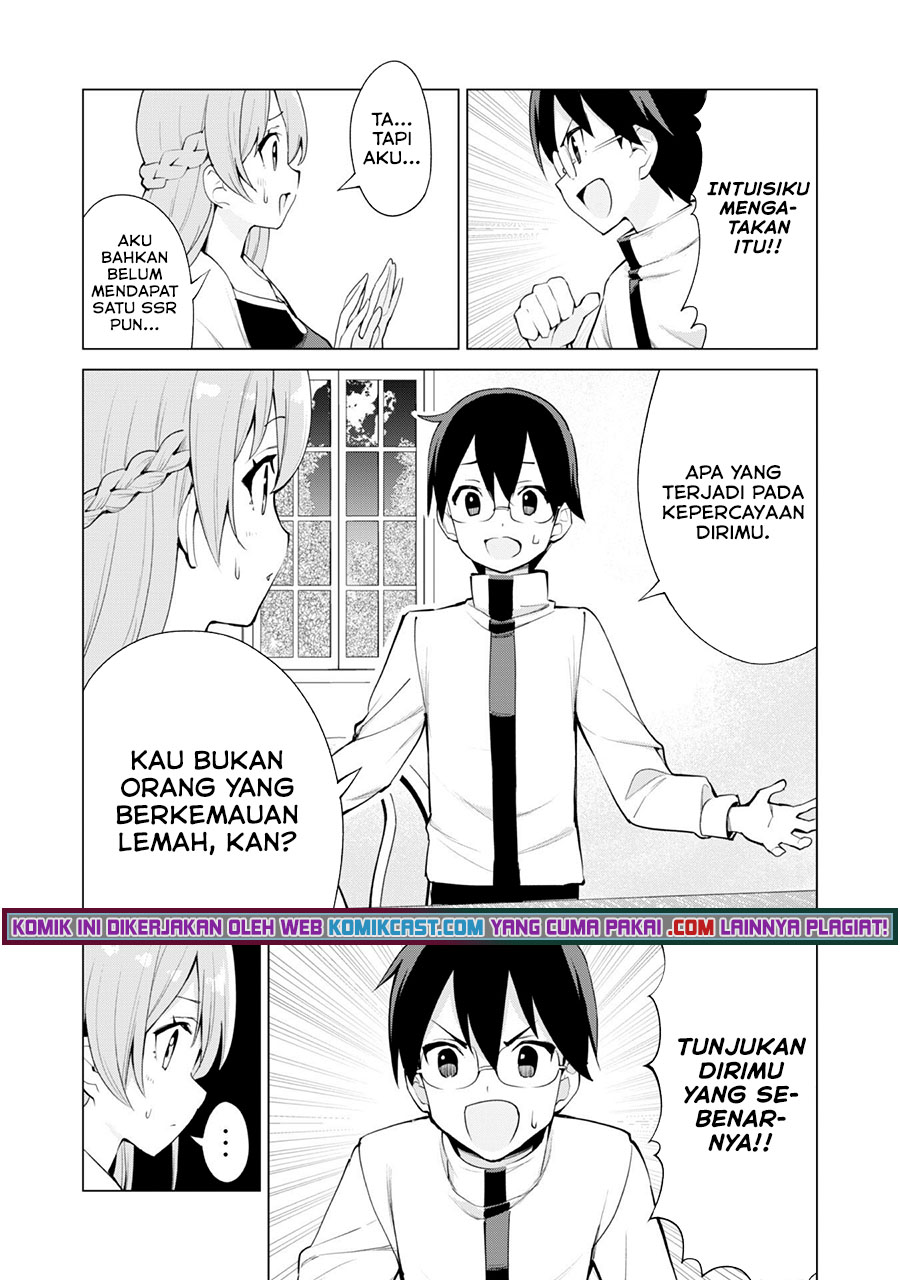 INTUISIKU
MENGA-
TAKAN
ITU!!
TA...
TAPI
AKU...
AKU
BAHKAN
BELUM
MENDAPAT
SATU SSR
PUN...
APA YANG
TERJADI PADA
KEPERCAYAAN
DIRIMU.
KAU BUKAN
ORANG YANG
BERKEMAUAN
LEMAH, KAN?
KOMIK INI DIKERJAKAN OLEH WEB KOMIKCAST.COM YANG CUMA PAKAI .COM LAINNYA PLAGIAT!
TUNJUKAN
DIRIMU
YANG SE-
BENAR-
NYA!!
...